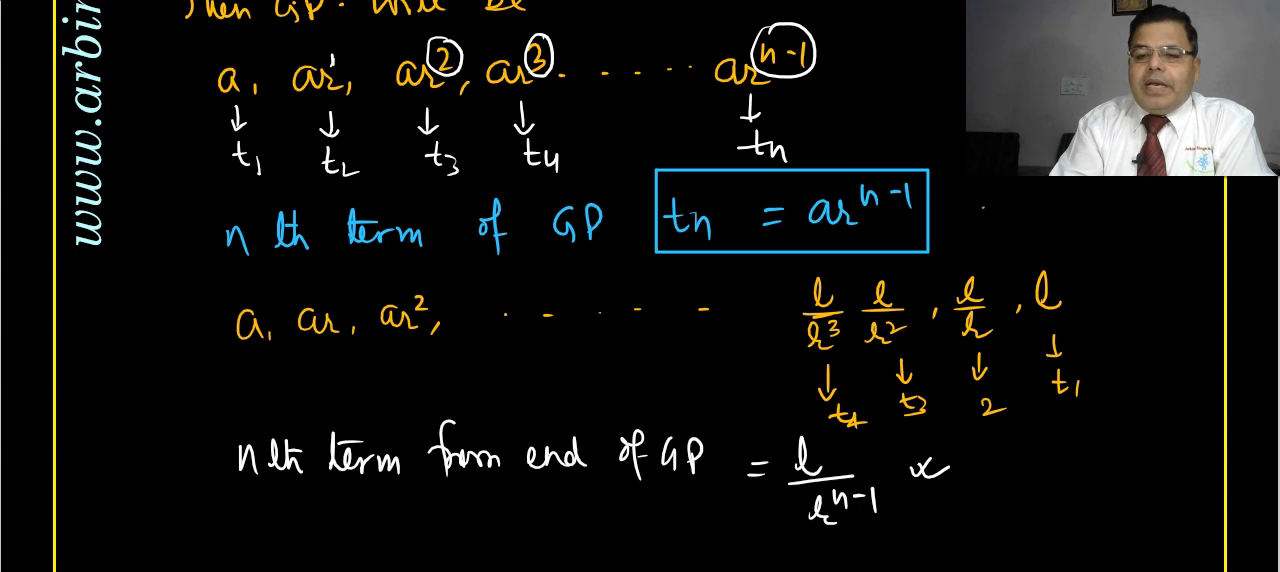 Then GP. will be
www.arbin
a, ar¹, ar², ar³ . - - - - . . ar^(n-1)
↓ ↓ ↓ ↓ ↓
t₁ t₂ t₃ t₄ tn
n th term of GP tn = ar^(n-1)
a, ar, ar², . - . - - l/r³ l/r², l/r, l
↓ ↓ ↓ ↓
t₄ t₃ 2 t₁
nth term from end of GP = l/r^(n-1)